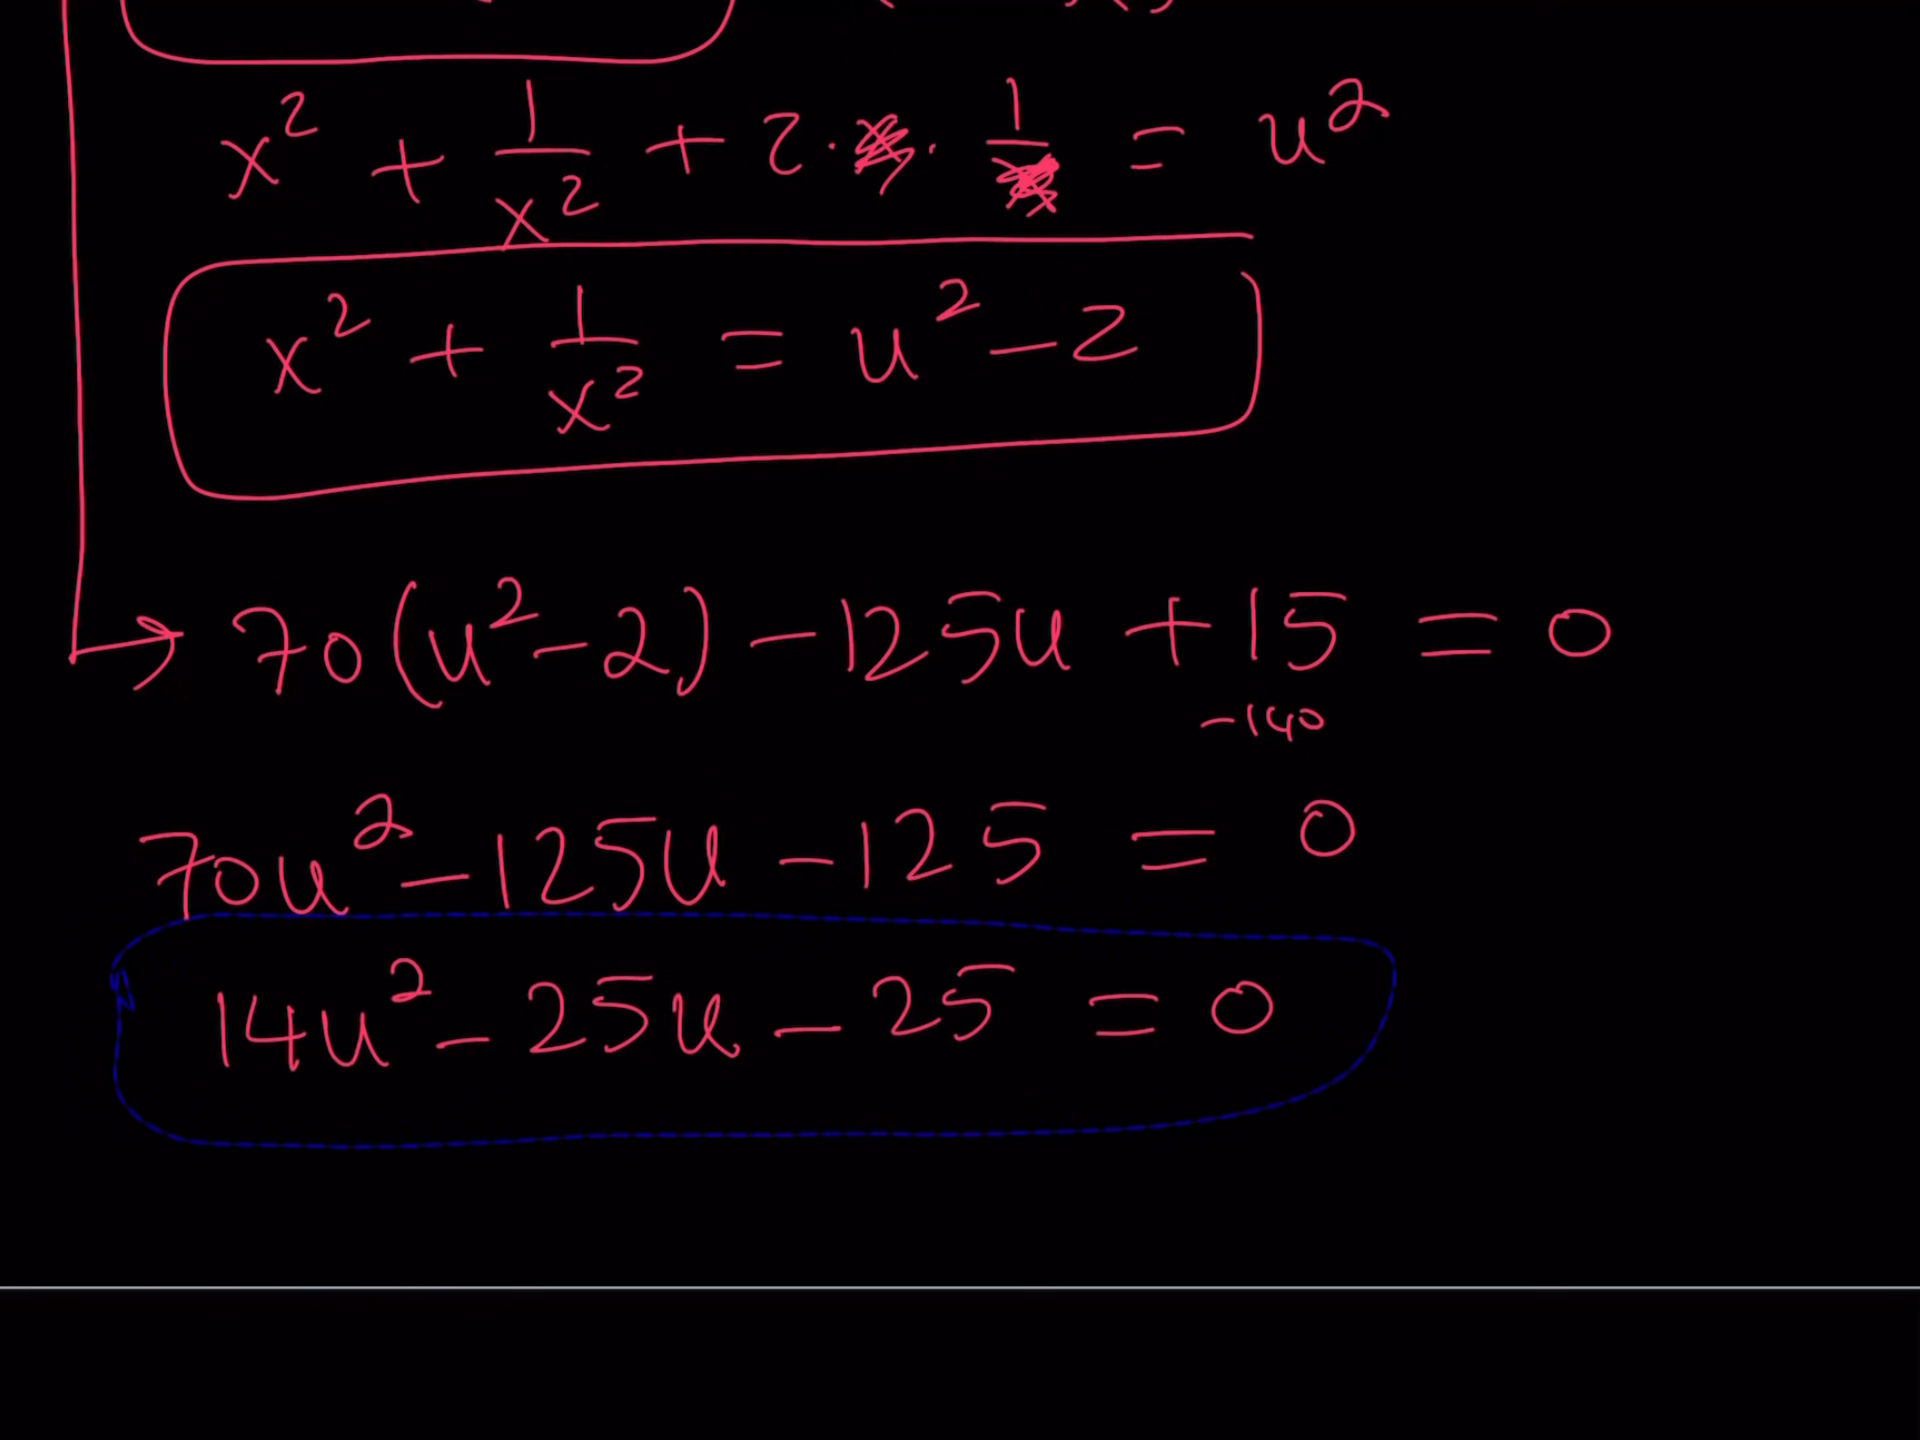 x² + 1/x² + 2 · x · 1/x = u²
x² + 1/x² = u² - 2
70(u² - 2) - 125u + 15 = 0
-140
70u² - 125u - 125 = 0
14u² - 25u - 25 = 0